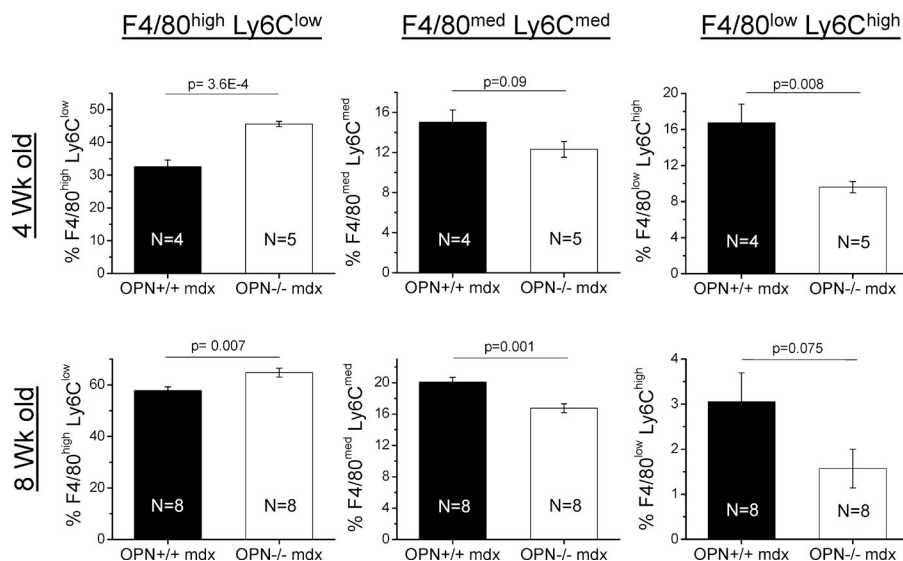 F4/80high Ly6Clow
F4/80med Ly6Cmed
F4/80low Ly6Chigh
4 Wk old
% F4/80high Ly6Clow
50
45
40
35
30
25
20
15
10
5
0
p= 3.6E-4
N=4
N=5
OPN+/+ mdx
OPN-/- mdx
% F4/80med Ly6Cmed
16
12
8
4
0
p=0.09
N=4
N=5
OPN+/+ mdx
OPN-/- mdx
% F4/80low Ly6Chigh
20
16
12
8
4
0
p=0.008
N=4
N=5
OPN+/+ mdx
OPN-/- mdx
8 Wk old
% F4/80high Ly6Clow
60
40
20
0
p= 0.007
N=8
N=8
OPN+/+ mdx
OPN-/- mdx
% F4/80med Ly6Cmed
20
16
12
8
4
0
p=0.001
N=8
N=8
OPN+/+ mdx
OPN-/- mdx
% F4/80low Ly6Chigh
4
3
2
1
0
p=0.075
N=8
N=8
OPN+/+ mdx
OPN-/- mdx